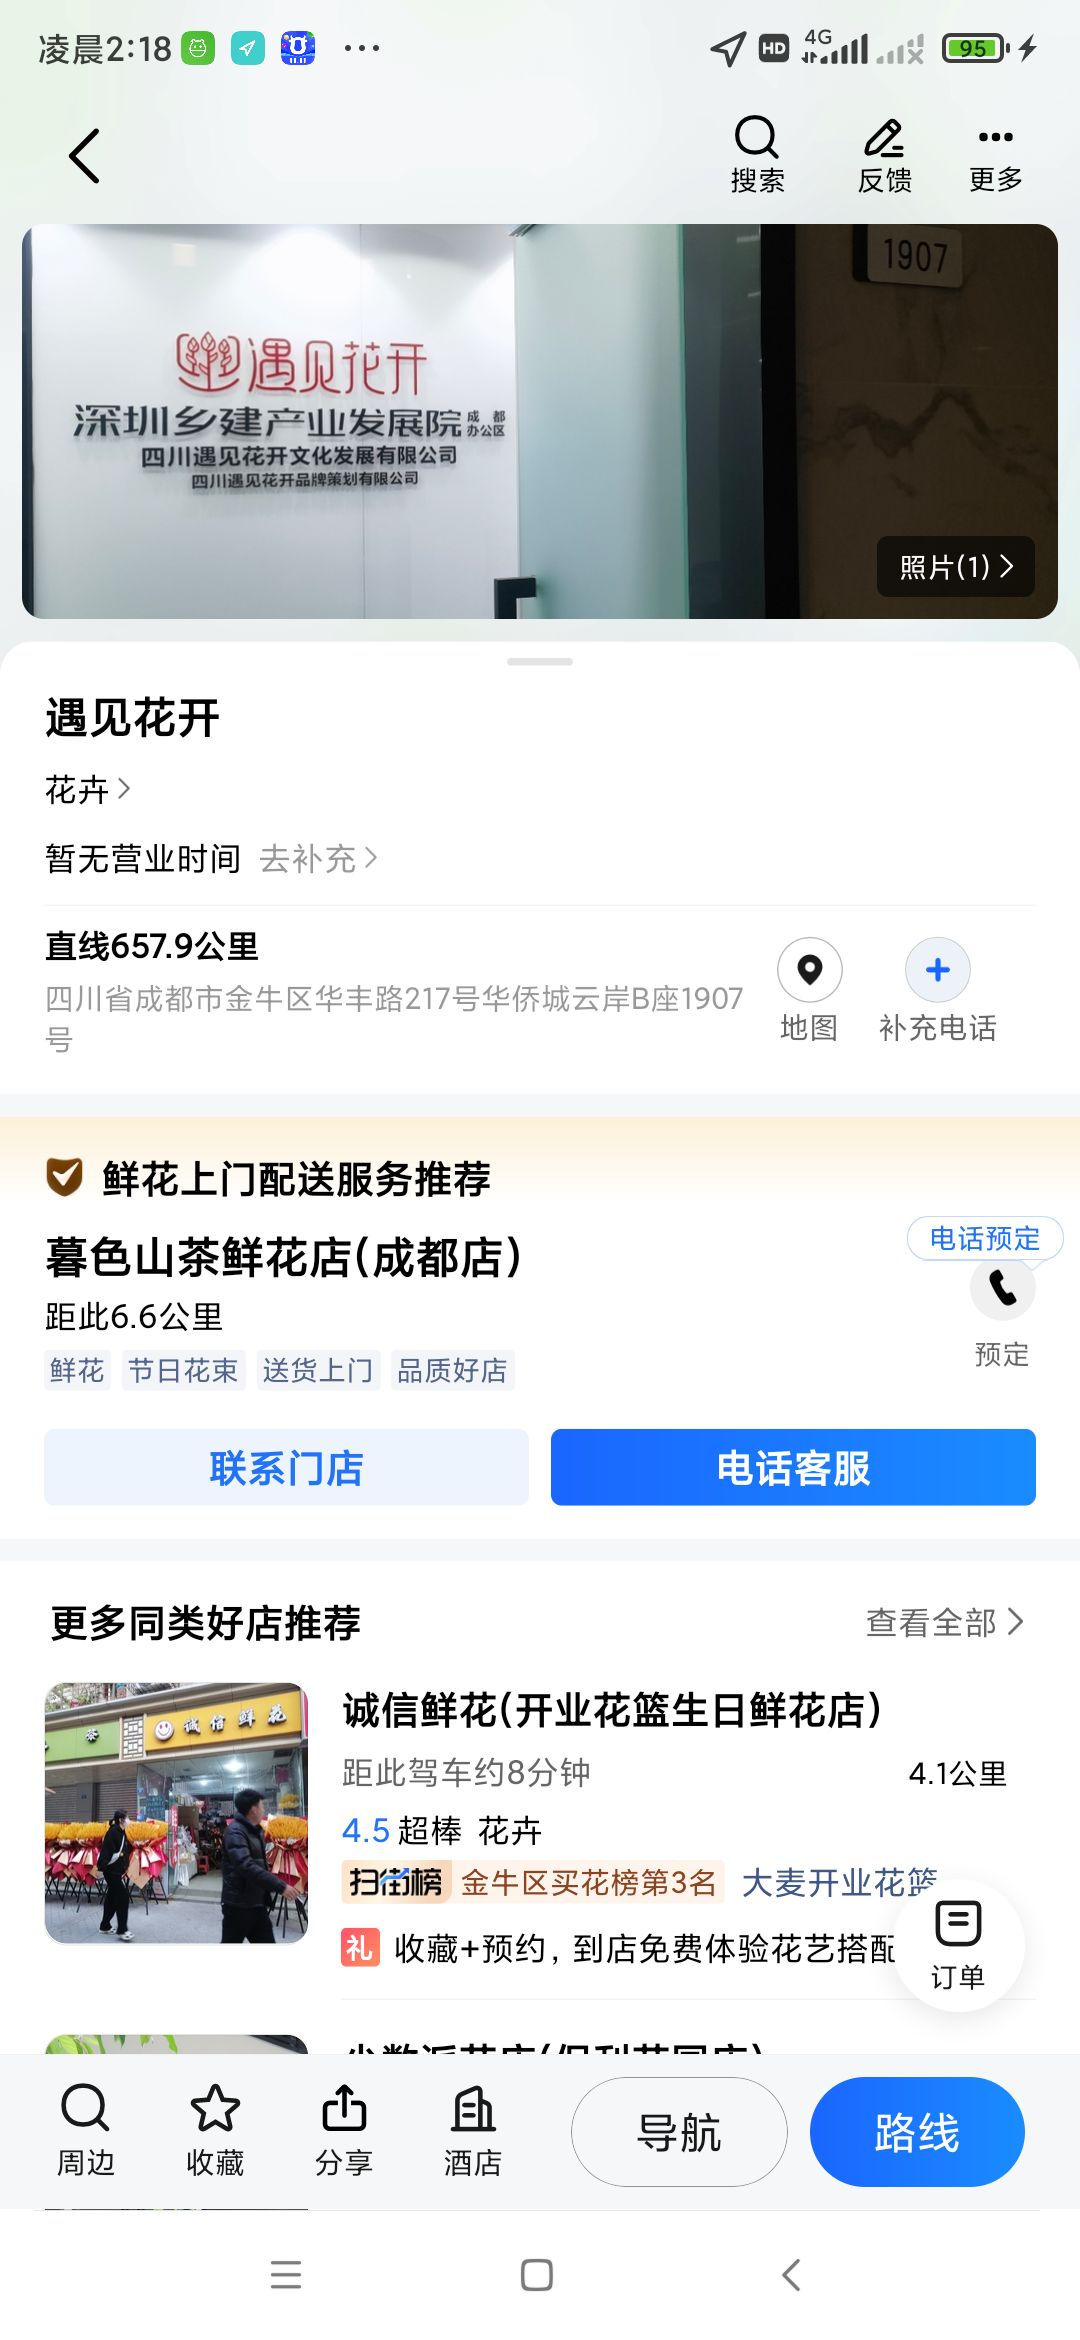 凌晨2:18
HD
4G
95
搜索
反馈
更多
1907
遇见花开
深圳乡建产业发展院 成都办公区
四川遇见花开文化发展有限公司
四川遇见花开品牌策划有限公司
照片(1)
遇见花开
花卉
暂无营业时间 去补充
直线657.9公里
四川省成都市金牛区华丰路217号华侨城云岸B座1907
号
地图
补充电话
鲜花上门配送服务推荐
暮色山茶鲜花店(成都店)
电话预定
距此6.6公里
预定
鲜花 节日花束 送货上门 品质好店
联系门店
电话客服
更多同类好店推荐
查看全部
茶
诚信鲜花
诚信鲜花(开业花篮生日鲜花店)
距此驾车约8分钟
4.1公里
4.5 超棒 花卉
扫街榜 金牛区买花榜第3名 大麦开业花篮
礼 收藏+预约，到店免费体验花艺搭配
订单
周边
收藏
分享
酒店
导航
路线